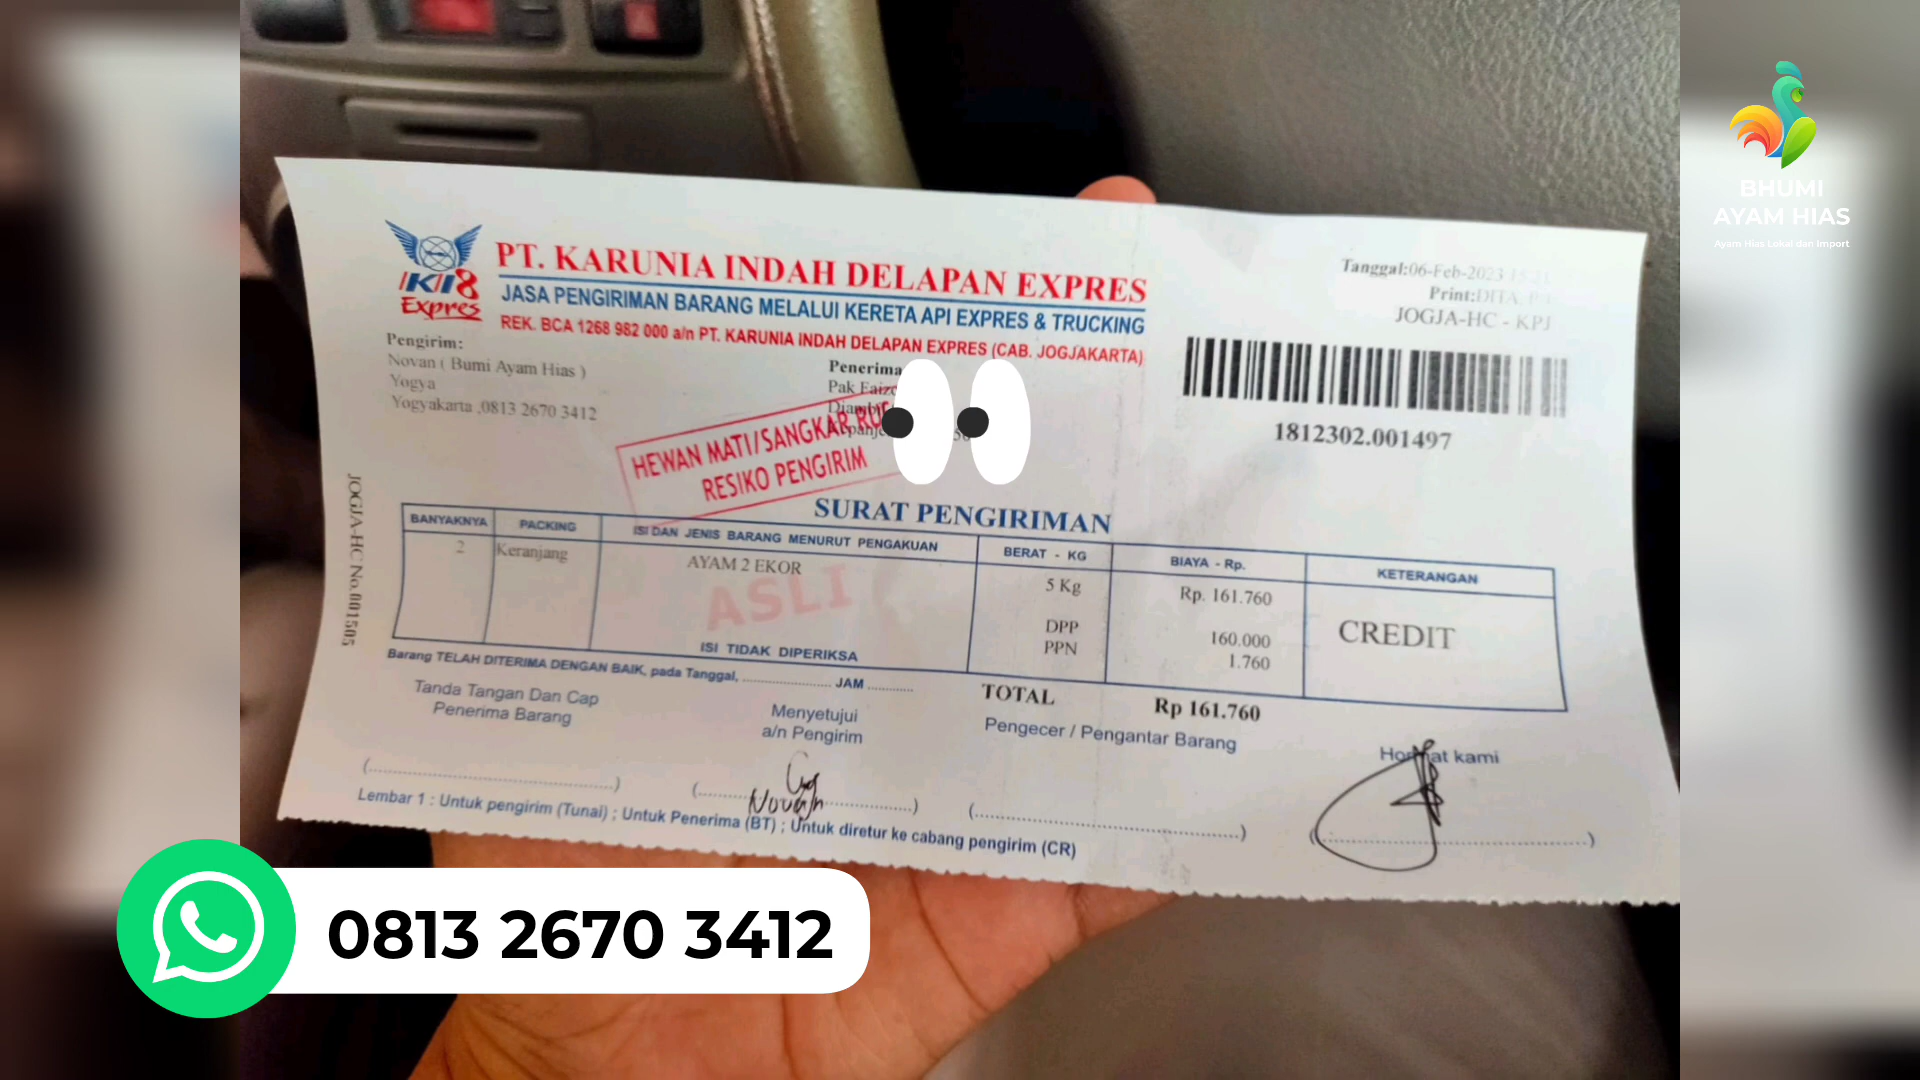 BHUMI
AYAM HIAS
Ayam Hias Lokal dan Import
KI8
Expres
PT. KARUNIA INDAH DELAPAN EXPRES
JASA PENGIRIMAN BARANG MELALUI KERETA API EXPRES & TRUCKING
REK. BCA 1268 982 000 a/n PT. KARUNIA INDAH DELAPAN EXPRES (CAB. JOGJAKARTA)
Tanggal:06-Feb-2023
Print:DITA
JOGJA-HC - KPJ
1812302.001497
Pengirim:
Novan ( Bumi Ayam Hias )
Yogya
Yogyakarta ,0813 2670 3412
Penerima
Pak
HEWAN MATI/SANGKAR
RESIKO PENGIRIM
SURAT PENGIRIMAN
JOGJA-HC No.001505
BANYAKNYA PACKING ISI DAN JENIS BARANG MENURUT PENGAKUAN BERAT - KG BIAYA - Rp. KETERANGAN
2 Keranjang AYAM 2 EKOR 5 Kg Rp. 161.760
ASLI
CREDIT
DPP 160.000
PPN 1.760
ISI TIDAK DIPERIKSA
Barang TELAH DITERIMA DENGAN BAIK, pada Tanggal, ........................ JAM ............
TOTAL Rp 161.760
Tanda Tangan Dan Cap
Penerima Barang
Menyetujui
a/n Pengirim
Pengecer / Pengantar Barang
Hormat kami
Novan
Lembar 1 : Untuk pengirim (Tunai) ; Untuk Penerima (BT) ; Untuk diretur ke cabang pengirim (CR)
0813 2670 3412